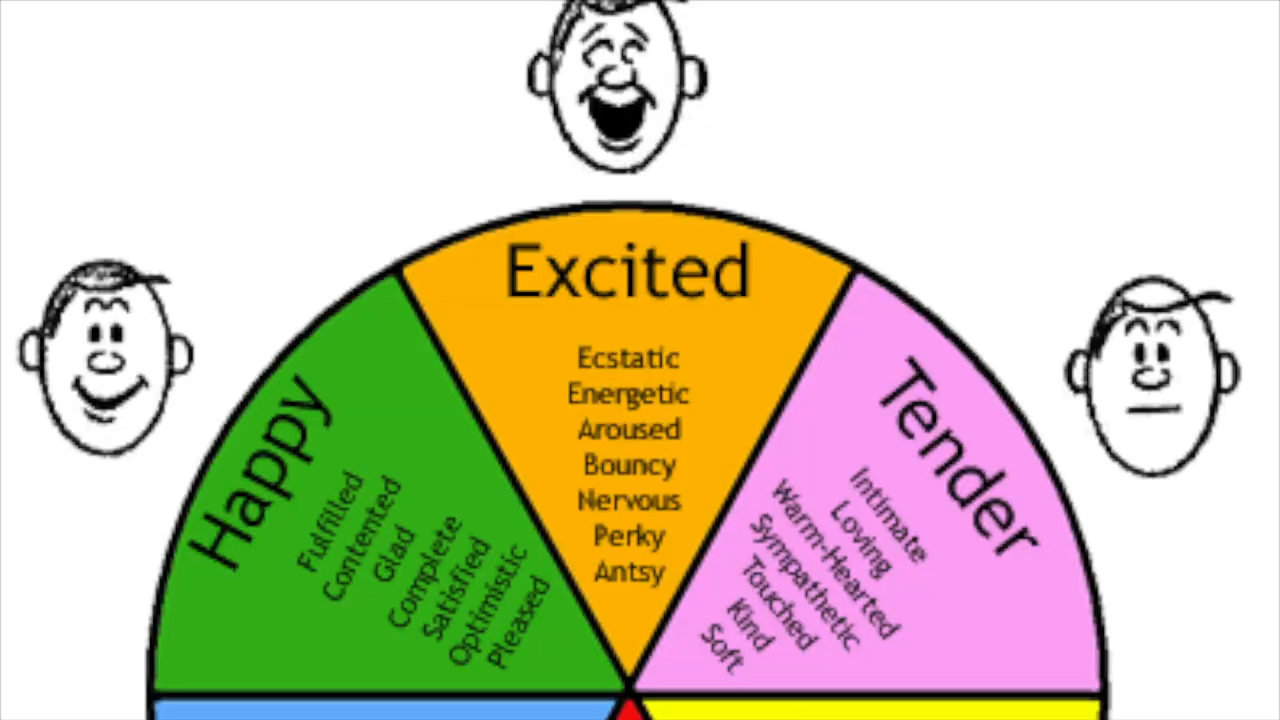 Happy
Fulfilled
Contented
Glad
Complete
Satisfied
Optimistic
Pleased
Excited
Ecstatic
Energetic
Aroused
Bouncy
Nervous
Perky
Antsy
Tender
Intimate
Loving
Warm-Hearted
Sympathetic
Touched
Kind
Soft